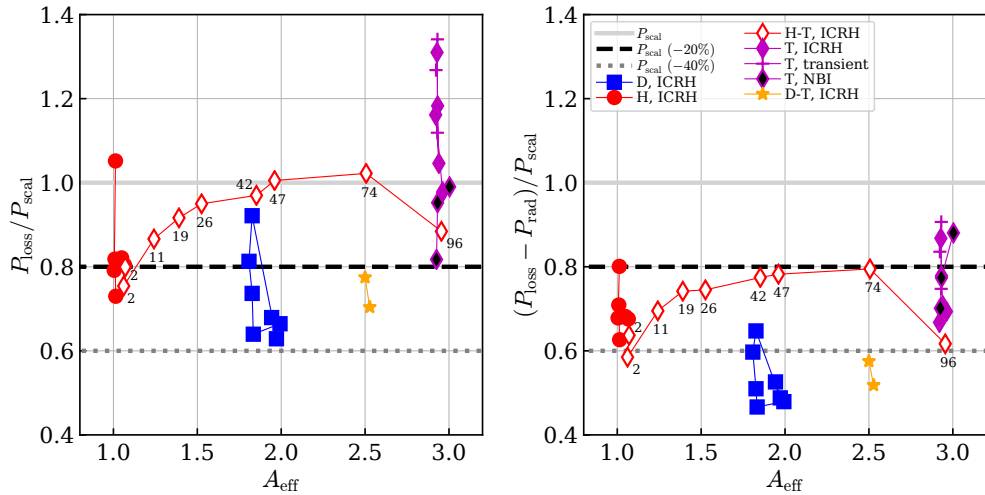 1.4
1.2
1.0
0.8
0.6
0.4
P_loss/P_scal
1.0 1.5 2.0 2.5 3.0
A_eff
2
2
11
19
26
42
47
74
96
P_scal
P_scal (−20%)
P_scal (−40%)
D, ICRH
H, ICRH
H-T, ICRH
T, ICRH
T, transient
T, NBI
D-T, ICRH
1.4
1.2
1.0
0.8
0.6
0.4
(P_loss − P_rad)/P_scal
1.0 1.5 2.0 2.5 3.0
A_eff
2
2
11
19
26
42
47
74
96